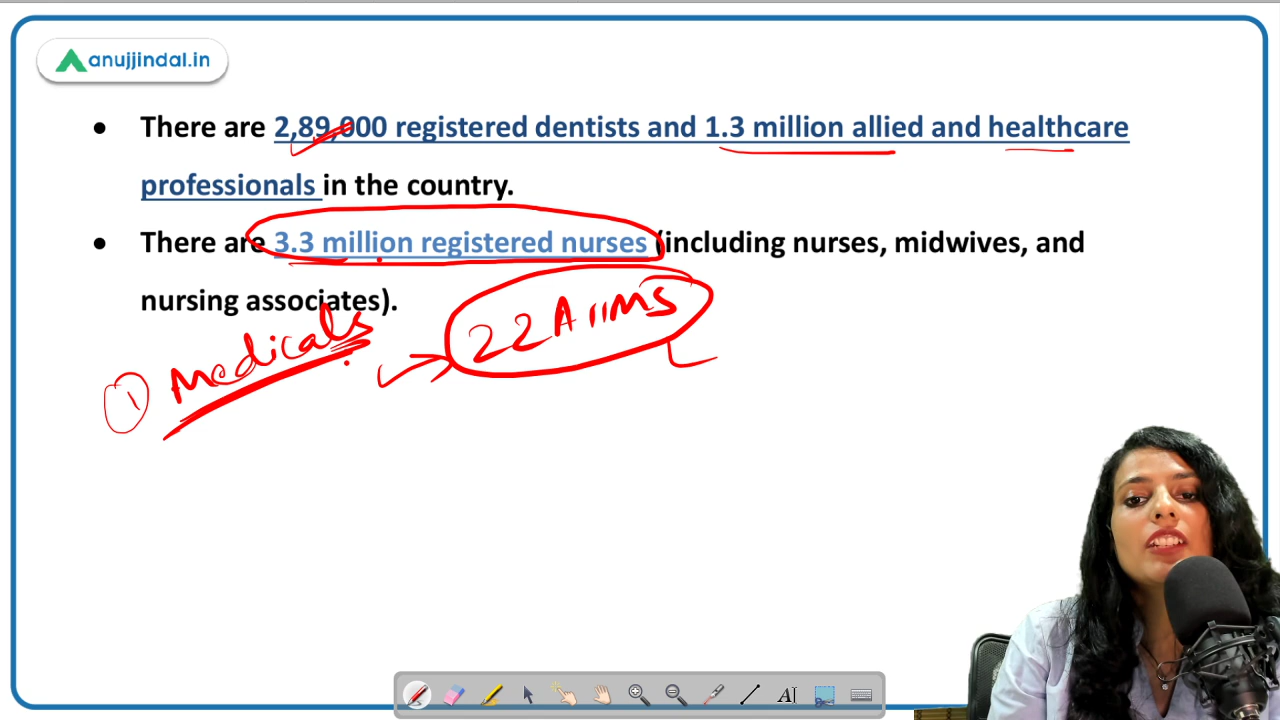 anujjindal.in
There are 2,89,000 registered dentists and 1.3 million allied and healthcare
professionals in the country.
There are 3.3 million registered nurses (including nurses, midwives, and
nursing associates).
22 AIIMS
① Medicals